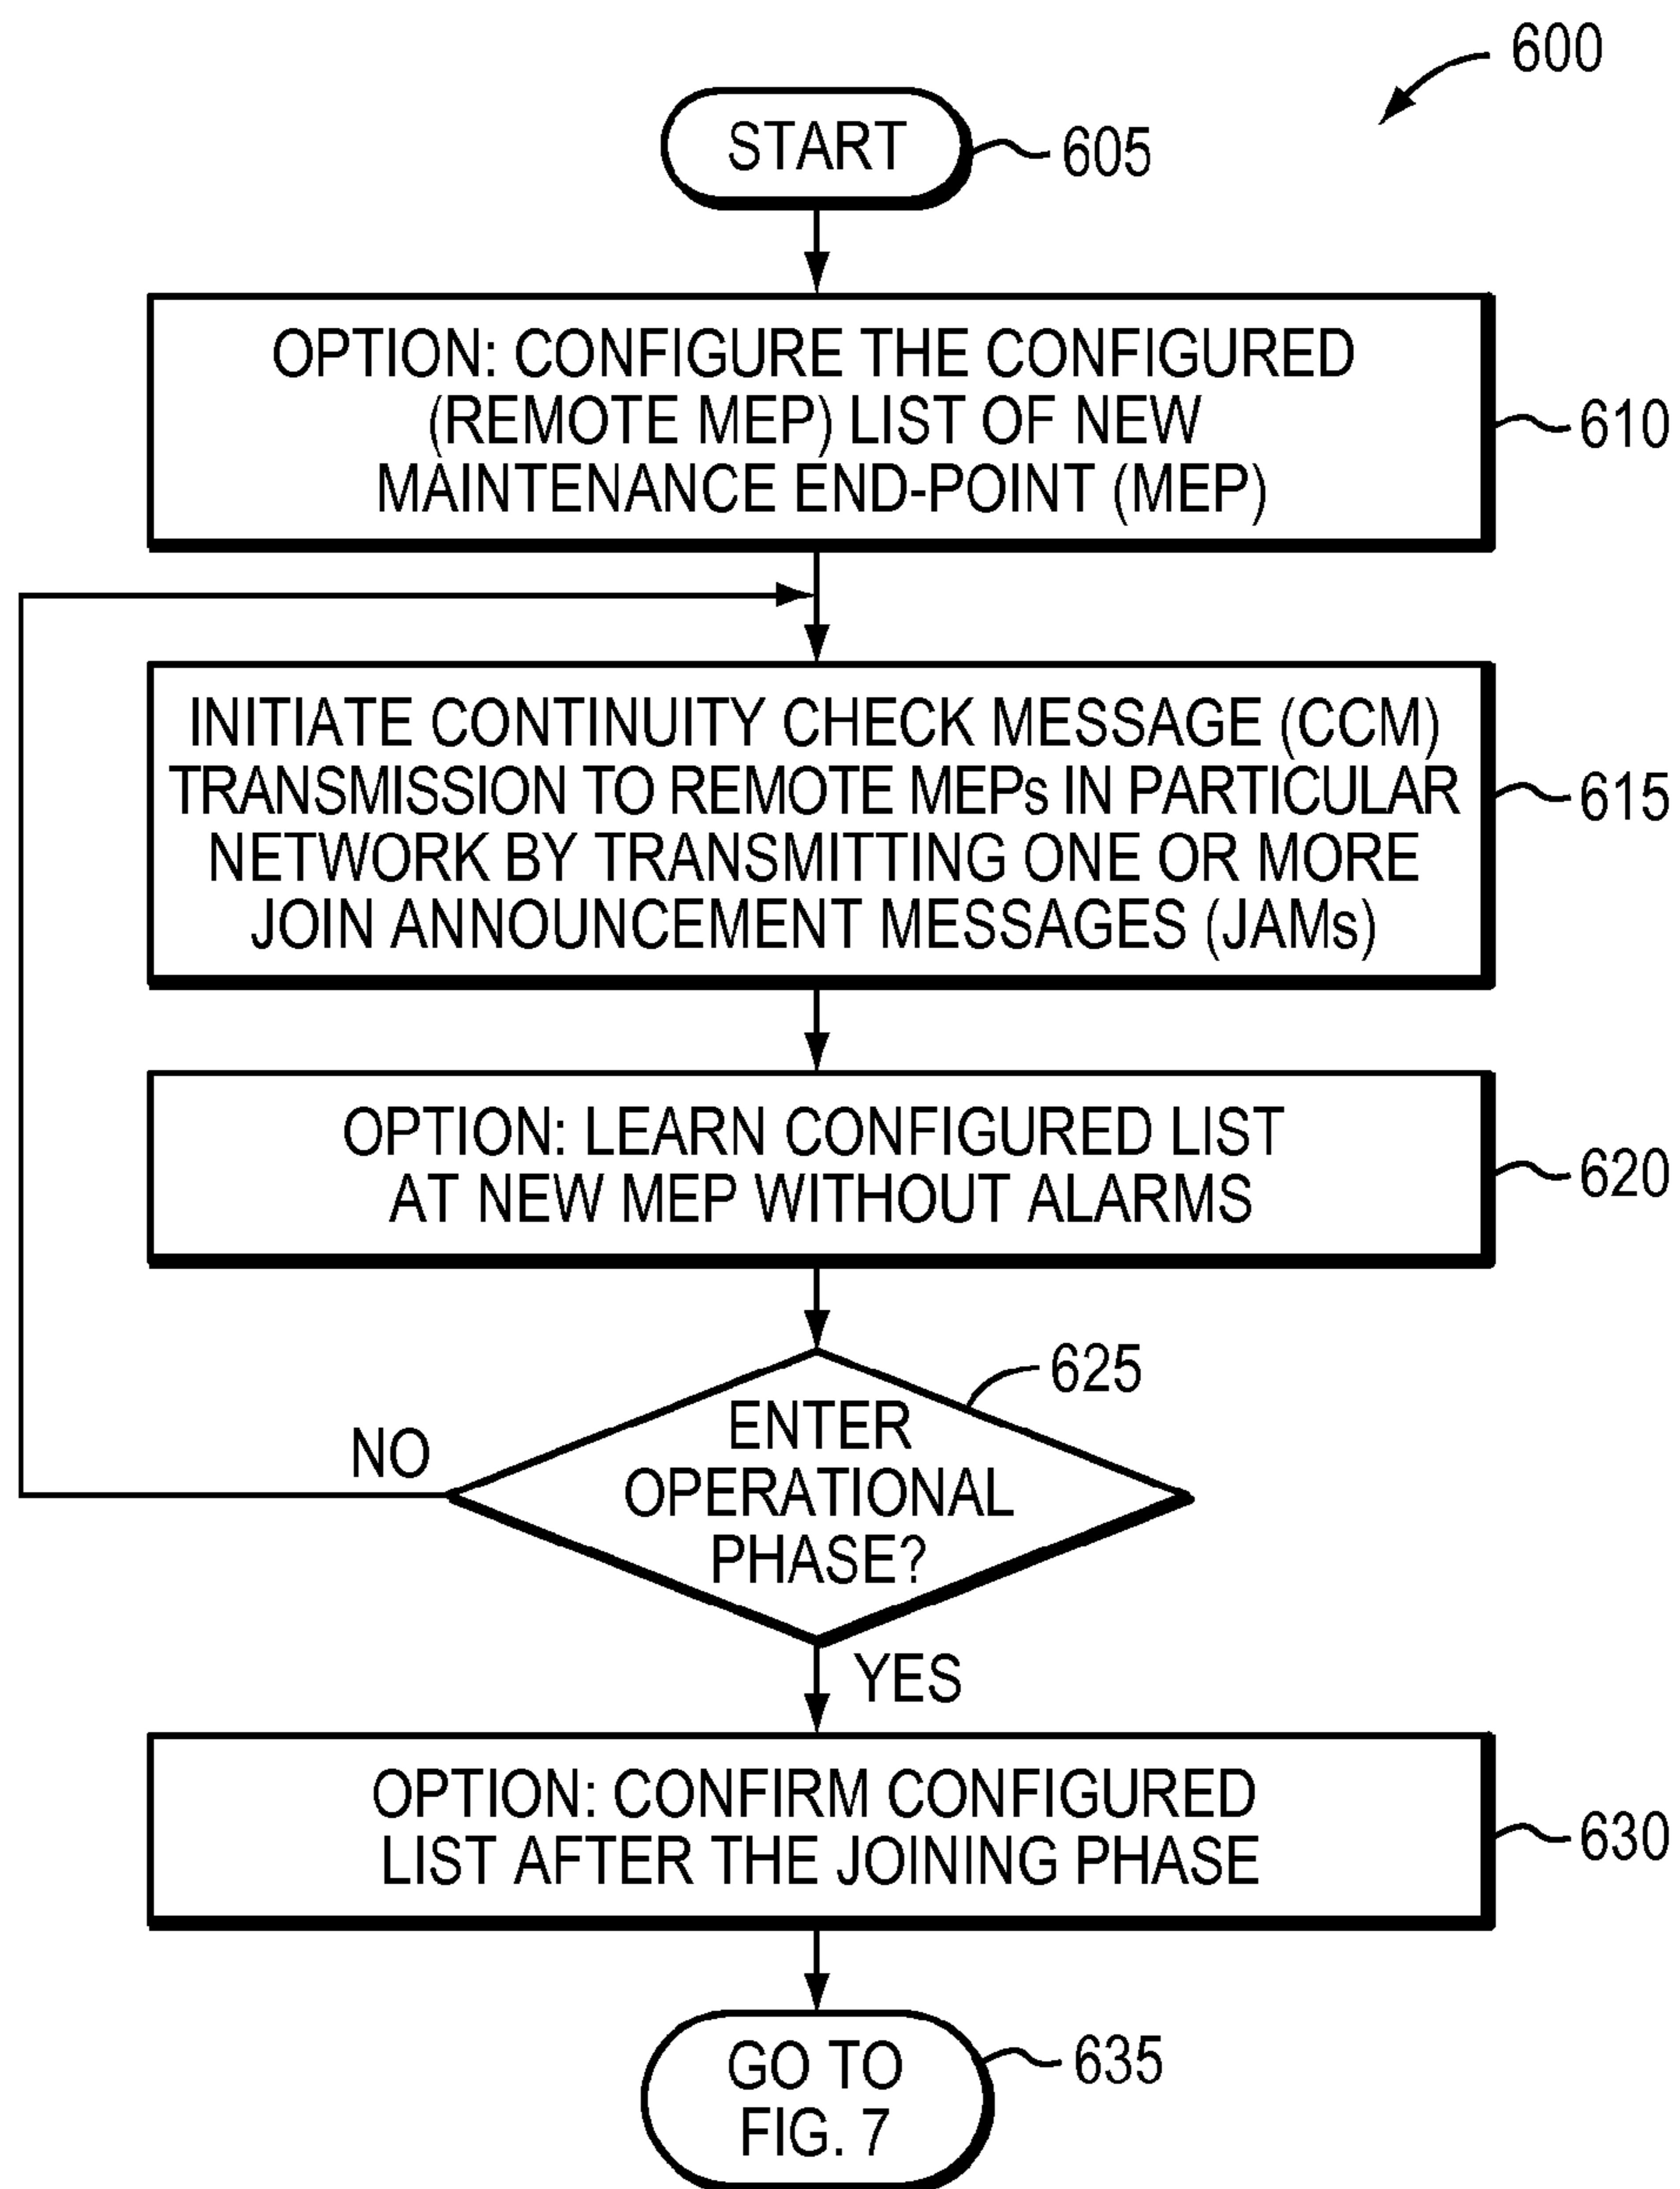 600
START
605
OPTION: CONFIGURE THE CONFIGURED
(REMOTE MEP) LIST OF NEW
MAINTENANCE END-POINT (MEP)
610
INITIATE CONTINUITY CHECK MESSAGE (CCM)
TRANSMISSION TO REMOTE MEPs IN PARTICULAR
NETWORK BY TRANSMITTING ONE OR MORE
JOIN ANNOUNCEMENT MESSAGES (JAMs)
615
OPTION: LEARN CONFIGURED LIST
AT NEW MEP WITHOUT ALARMS
620
625
ENTER
OPERATIONAL
PHASE?
NO
YES
OPTION: CONFIRM CONFIGURED
LIST AFTER THE JOINING PHASE
630
GO TO
FIG. 7
635